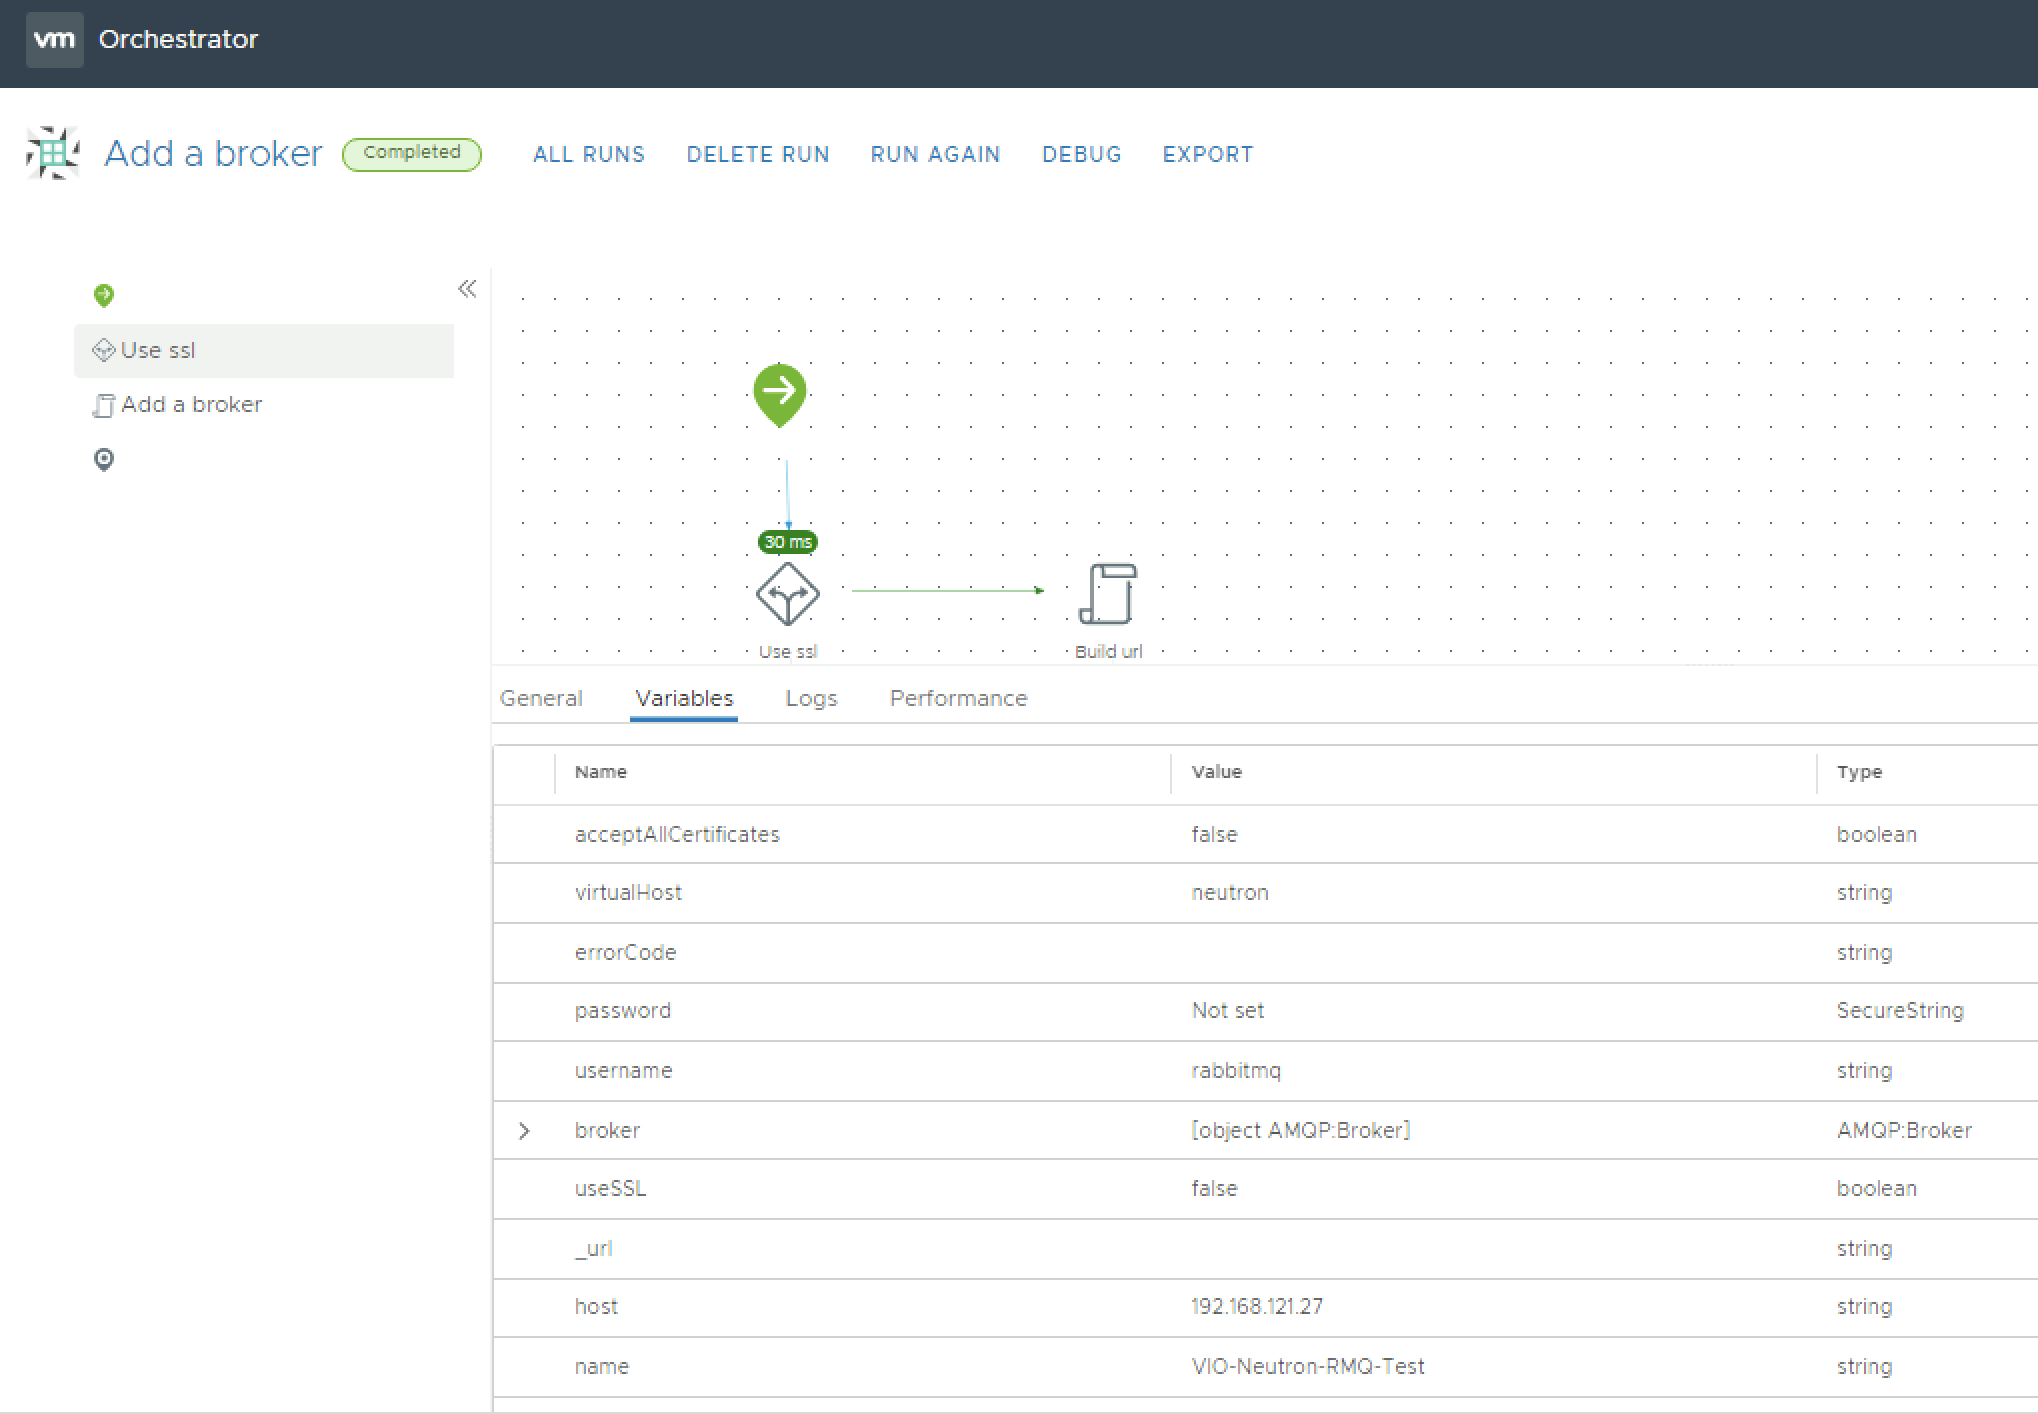 vm Orchestrator
Add a broker Completed ALL RUNS DELETE RUN RUN AGAIN DEBUG EXPORT
Use ssl
Add a broker
30 ms
Use ssl Build url
General Variables Logs Performance
Name Value Type
acceptAllCertificates false boolean
virtualHost neutron string
errorCode string
password Not set SecureString
username rabbitmq string
broker [object AMQP:Broker] AMQP:Broker
useSSL false boolean
_url string
host 192.168.121.27 string
name VIO-Neutron-RMQ-Test string